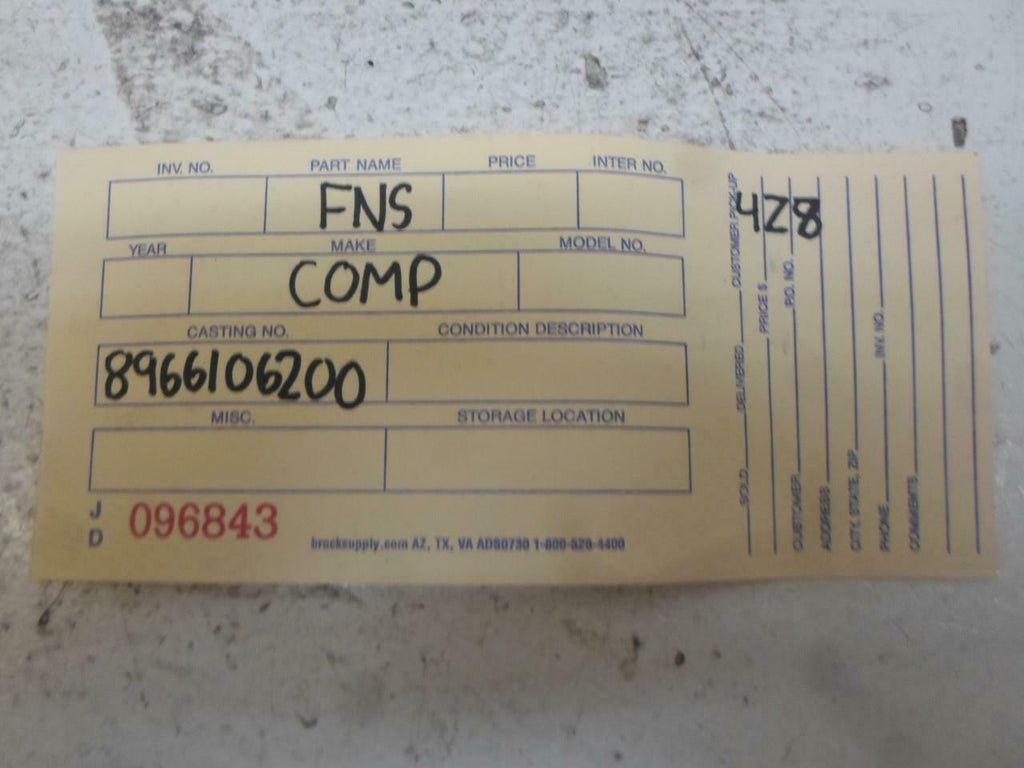 INV. NO. PART NAME PRICE INTER NO.
FNS
YEAR MAKE MODEL NO.
COMP
CASTING NO. CONDITION DESCRIPTION
8966106200
MISC. STORAGE LOCATION
J
D
096843
brocksupply.com AZ, TX, VA ADS0730 1-800-528-4400
428
SOLD DELIVERED CUSTOMER PICK-UP
PRICE $
CUSTOMER P.O. NO.
ADDRESS
CITY, STATE, ZIP
PHONE INV. NO.
COMMENTS